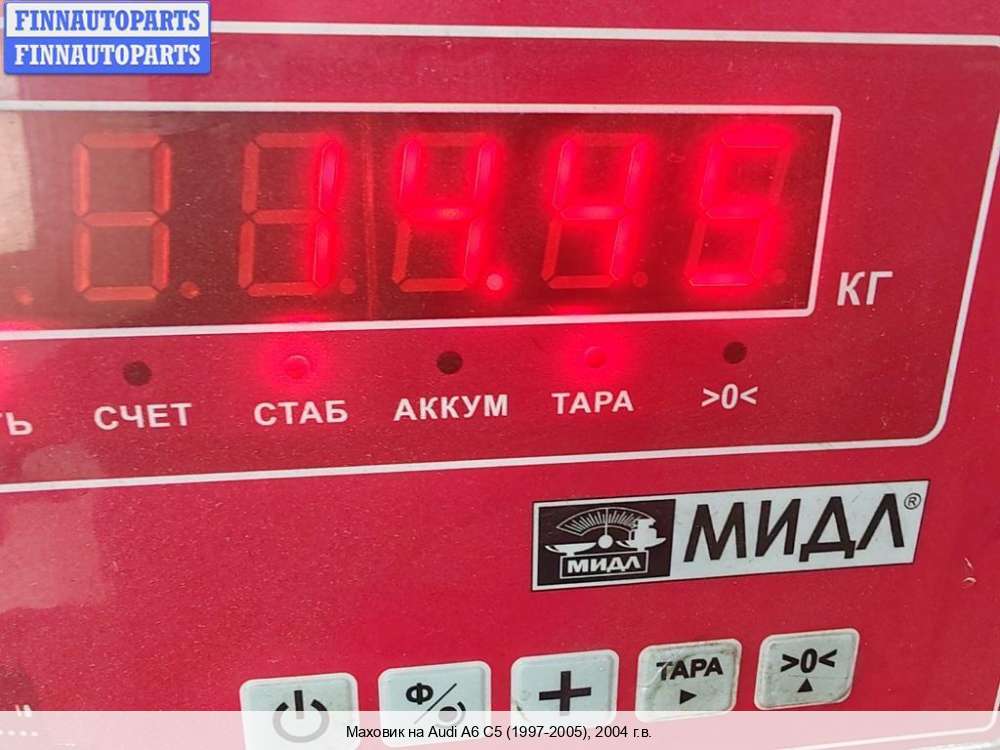 FINNAUTOPARTS
FINNAUTOPARTS
14.45
КГ
СЧЕТ СТАБ АККУМ ТАРА >0<
МИДЛ МИДЛ®
Ф ТАРА >0<
Маховик на Audi A6 C5 (1997-2005), 2004 г.в.